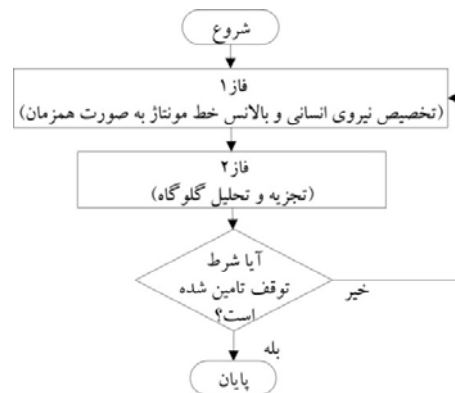 شروع
فاز۱
(تخصیص نیروی انسانی و بالانس خط مونتاژ به صورت همزمان)
فاز۲
(تجزیه و تحلیل گلوگاه)
آیا شرط
توقف تامین شده
است؟
خیر
بله
پایان